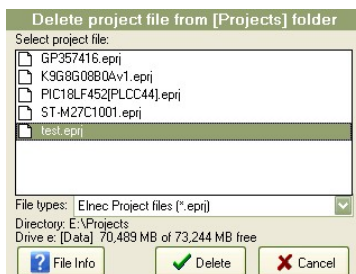 Delete project file from [Projects] folder
Select project file:
GP357416.eprj
K9G8G08B0Av1.eprj
PIC18LF452[PLCC44].eprj
ST-M27C1001.eprj
test.eprj
File types: Elnec Project files (*.eprj)
Directory: E:\Projects
Drive e: [Data] 70,489 MB of 73,244 MB free
? File Info Delete Cancel